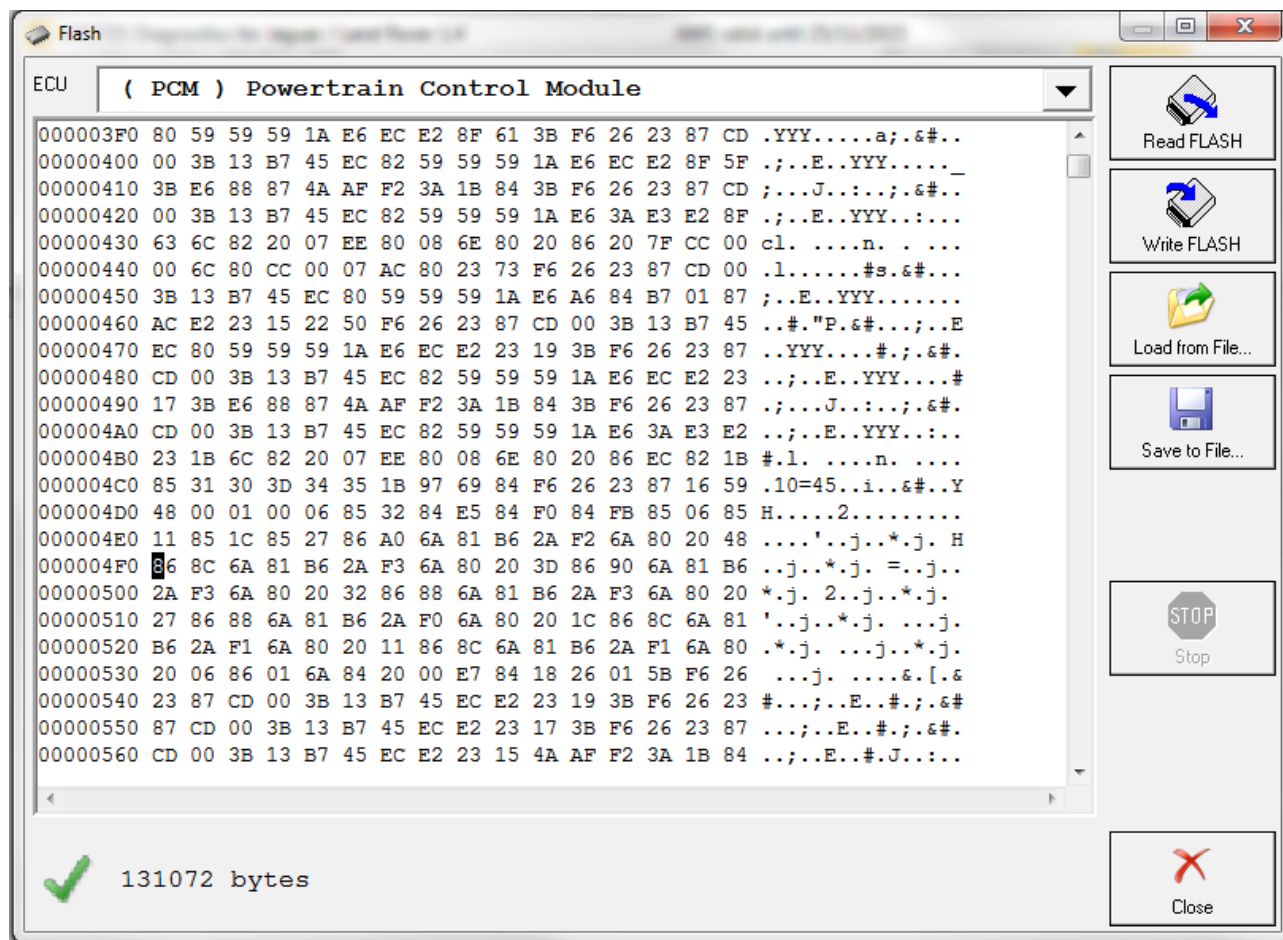 Flash
ECU ( PCM ) Powertrain Control Module
000003F0 80 59 59 59 1A E6 EC E2 8F 61 3B F6 26 23 87 CD .YYY.....a;.&#..
00000400 00 3B 13 B7 45 EC 82 59 59 59 1A E6 EC E2 8F 5F .;..E..YYY....._
00000410 3B E6 88 87 4A AF F2 3A 1B 84 3B F6 26 23 87 CD ;...J..:..;.&#..
00000420 00 3B 13 B7 45 EC 82 59 59 59 1A E6 3A E3 E2 8F .;..E..YYY..:...
00000430 63 6C 82 20 07 EE 80 08 6E 80 20 86 20 7F CC 00 cl. ....n. . ...
00000440 00 6C 80 CC 00 07 AC 80 23 73 F6 26 23 87 CD 00 .l......#s.&#...
00000450 3B 13 B7 45 EC 80 59 59 59 1A E6 A6 84 B7 01 87 ;..E..YYY.......
00000460 AC E2 23 15 22 50 F6 26 23 87 CD 00 3B 13 B7 45 ..#."P.&#...;..E
00000470 EC 80 59 59 59 1A E6 EC E2 23 19 3B F6 26 23 87 ..YYY....#.;.&#.
00000480 CD 00 3B 13 B7 45 EC 82 59 59 59 1A E6 EC E2 23 ..;..E..YYY....#
00000490 17 3B E6 88 87 4A AF F2 3A 1B 84 3B F6 26 23 87 .;...J..:..;.&#.
000004A0 CD 00 3B 13 B7 45 EC 82 59 59 59 1A E6 3A E3 E2 ..;..E..YYY..:..
000004B0 23 1B 6C 82 20 07 EE 80 08 6E 80 20 86 EC 82 1B #.l. ....n. ....
000004C0 85 31 30 3D 34 35 1B 97 69 84 F6 26 23 87 16 59 .10=45..i..&#..Y
000004D0 48 00 01 00 06 85 32 84 E5 84 F0 84 FB 85 06 85 H.....2.........
000004E0 11 85 1C 85 27 86 A0 6A 81 B6 2A F2 6A 80 20 48 ....'..j..*.j. H
000004F0 86 8C 6A 81 B6 2A F3 6A 80 20 3D 86 90 6A 81 B6 ..j..*.j. =..j..
00000500 2A F3 6A 80 20 32 86 88 6A 81 B6 2A F3 6A 80 20 *.j. 2..j..*.j.
00000510 27 86 88 6A 81 B6 2A F0 6A 80 20 1C 86 8C 6A 81 '..j..*.j. ...j.
00000520 B6 2A F1 6A 80 20 11 86 8C 6A 81 B6 2A F1 6A 80 .*.j. ...j..*.j.
00000530 20 06 86 01 6A 84 20 00 E7 84 18 26 01 5B F6 26  ...j. ....&.[.&
00000540 23 87 CD 00 3B 13 B7 45 EC E2 23 19 3B F6 26 23 #...;..E..#.;.&#
00000550 87 CD 00 3B 13 B7 45 EC E2 23 17 3B F6 26 23 87 ...;..E..#.;.&#.
00000560 CD 00 3B 13 B7 45 EC E2 23 15 4A AF F2 3A 1B 84 ..;..E..#.J..:..
131072 bytes
Read FLASH
Write FLASH
Load from File...
Save to File...
STOP
Stop
Close